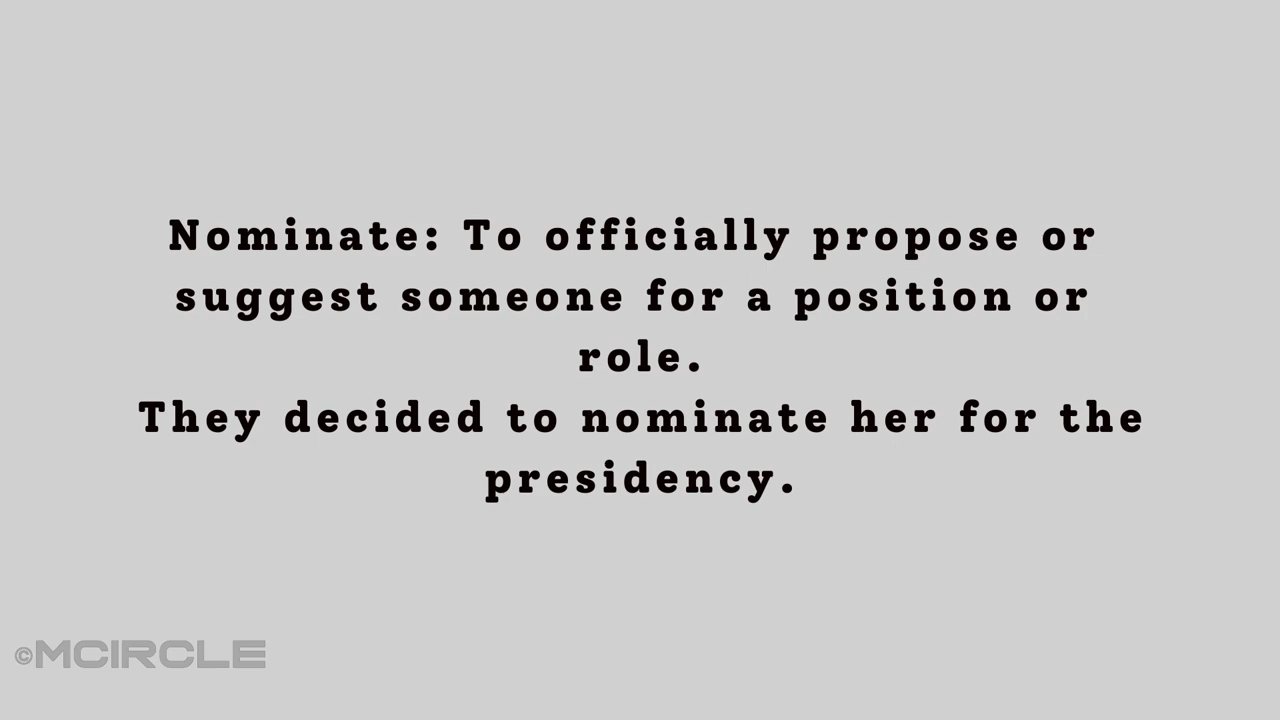 Nominate: To officially propose or
suggest someone for a position or
role.
They decided to nominate her for the
presidency.
©MCIRCLE